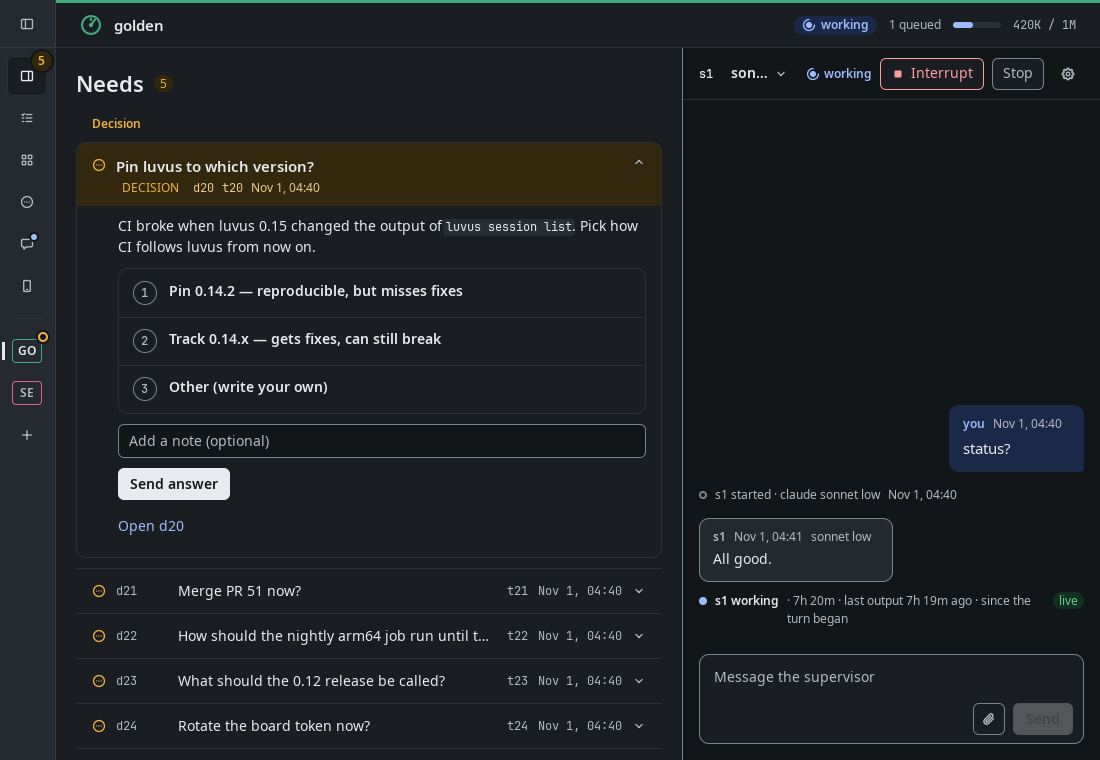 golden
working
1 queued
420K / 1M
5
GO
SE
Needs 5
Decision
Pin luvus to which version?
DECISION d20 t20 Nov 1, 04:40
CI broke when luvus 0.15 changed the output of luvus session list. Pick how
CI follows luvus from now on.
1 Pin 0.14.2 — reproducible, but misses fixes
2 Track 0.14.x — gets fixes, can still break
3 Other (write your own)
Add a note (optional)
Send answer
Open d20
d21 Merge PR 51 now? t21 Nov 1, 04:40
d22 How should the nightly arm64 job run until t... t22 Nov 1, 04:40
d23 What should the 0.12 release be called? t23 Nov 1, 04:40
d24 Rotate the board token now? t24 Nov 1, 04:40
s1 son... working Interrupt Stop
you Nov 1, 04:40
status?
s1 started · claude sonnet low Nov 1, 04:40
s1 Nov 1, 04:41 sonnet low
All good.
s1 working · 7h 20m · last output 7h 19m ago · since the live
turn began
Message the supervisor
Send